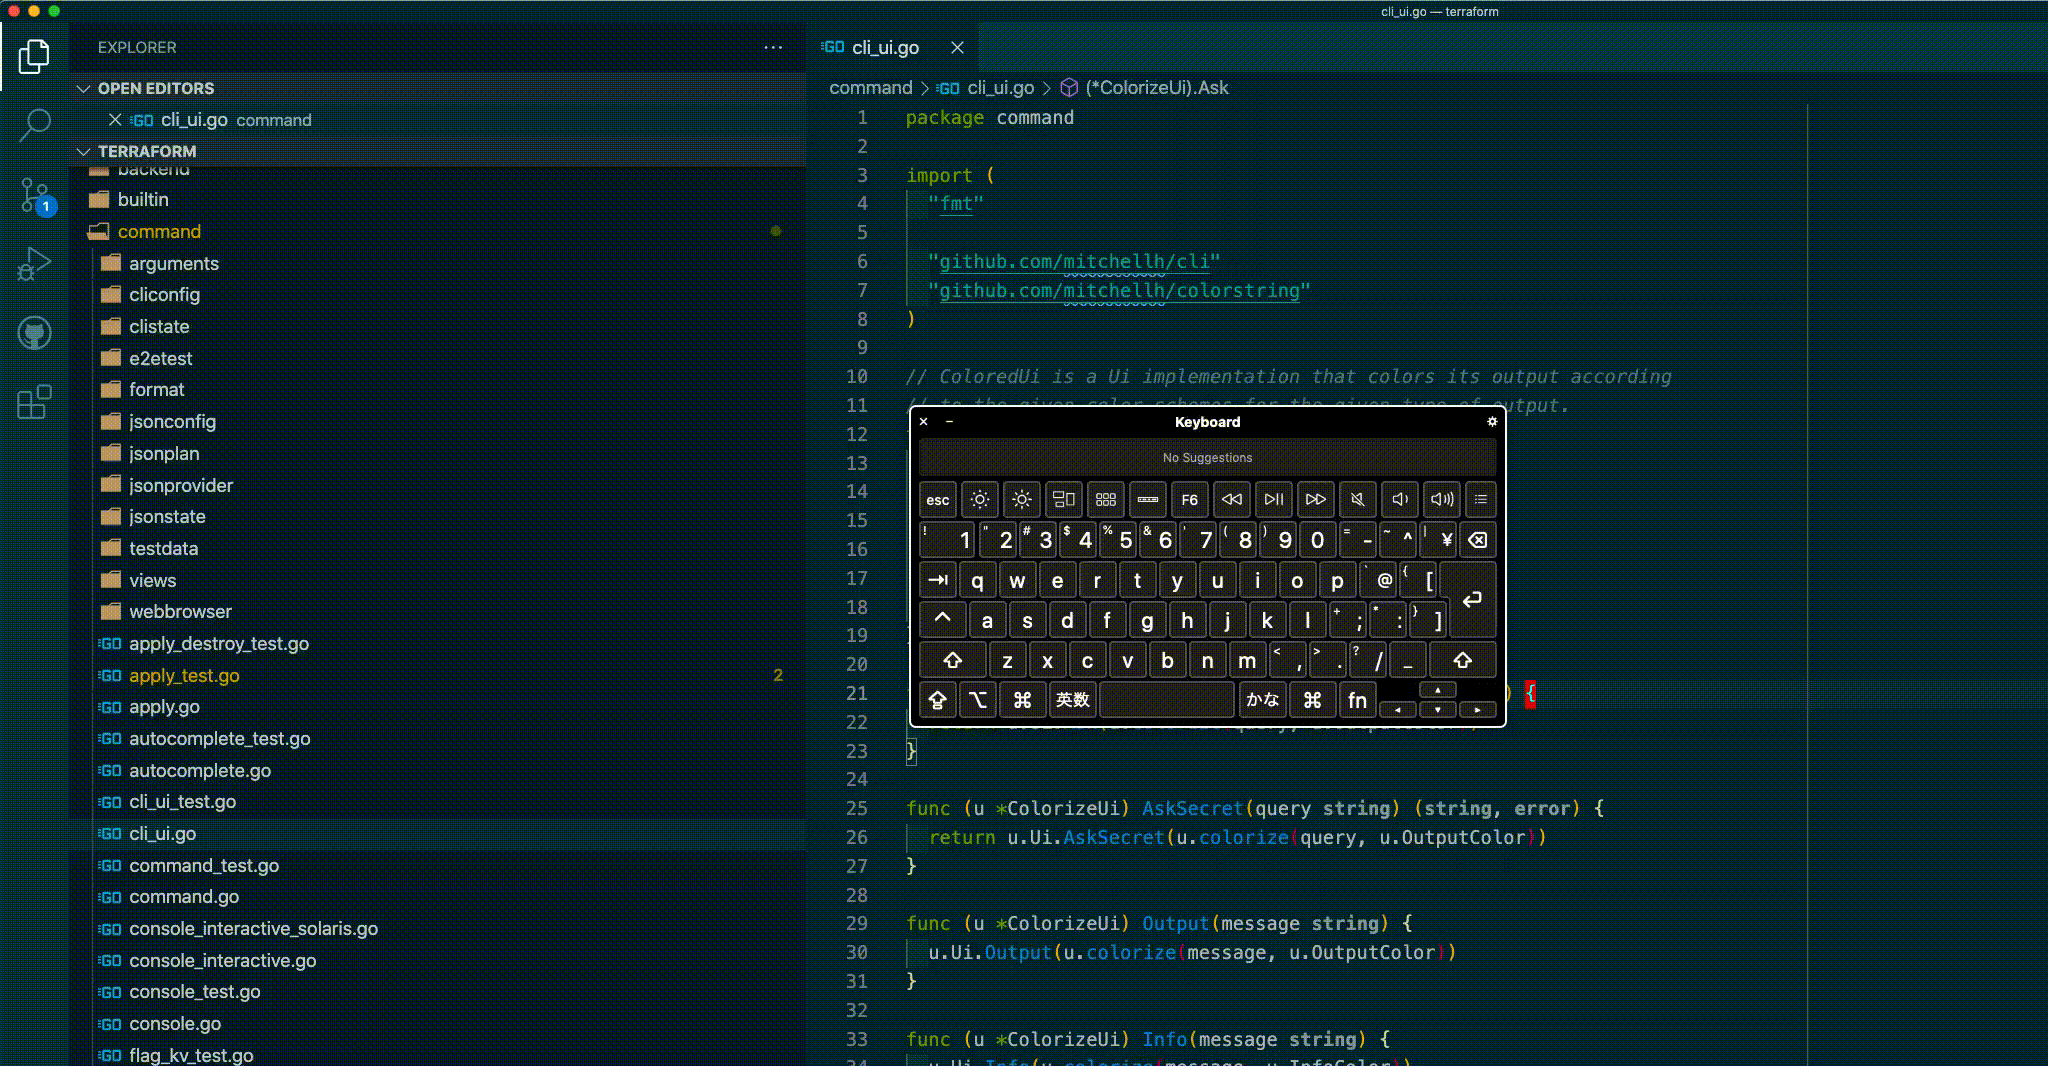 cli_ui.go — terraform
EXPLORER
OPEN EDITORS
GO cli_ui.go command
TERRAFORM
backend
builtin
command
arguments
cliconfig
clistate
e2etest
format
jsonconfig
jsonplan
jsonprovider
jsonstate
testdata
views
webbrowser
GO apply_destroy_test.go
GO apply_test.go 2
GO apply.go
GO autocomplete_test.go
GO autocomplete.go
GO cli_ui_test.go
GO cli_ui.go
GO command_test.go
GO command.go
GO console_interactive_solaris.go
GO console_interactive.go
GO console_test.go
GO console.go
GO flag_kv_test.go
1
GO cli_ui.go
command > GO cli_ui.go > (*ColorizeUi).Ask
1 package command
2
3 import (
4 "fmt"
5
6 "github.com/mitchellh/cli"
7 "github.com/mitchellh/colorstring"
8 )
9
10 // ColoredUi is a Ui implementation that colors its output according
11 // to the given color schemes for the given type of output.
12
13
14
15
16
17
18
19
20
21 ) {
22
23 }
24
25 func (u *ColorizeUi) AskSecret(query string) (string, error) {
26 return u.Ui.AskSecret(u.colorize(query, u.OutputColor))
27 }
28
29 func (u *ColorizeUi) Output(message string) {
30 u.Ui.Output(u.colorize(message, u.OutputColor))
31 }
32
33 func (u *ColorizeUi) Info(message string) {
34 u.Ui.Info(u.colorize(message, u.InfoColor))
Keyboard
No Suggestions
esc F6
! 1 " 2 # 3 $ 4 % 5 & 6 ' 7 ( 8 ) 9 0 = - ~ ^ | ¥
q w e r t y u i o p ` @ { [
a s d f g h j k l + ; * : } ]
z x c v b n m < , > . ? / _
⌥ ⌘ 英数 かな ⌘ fn